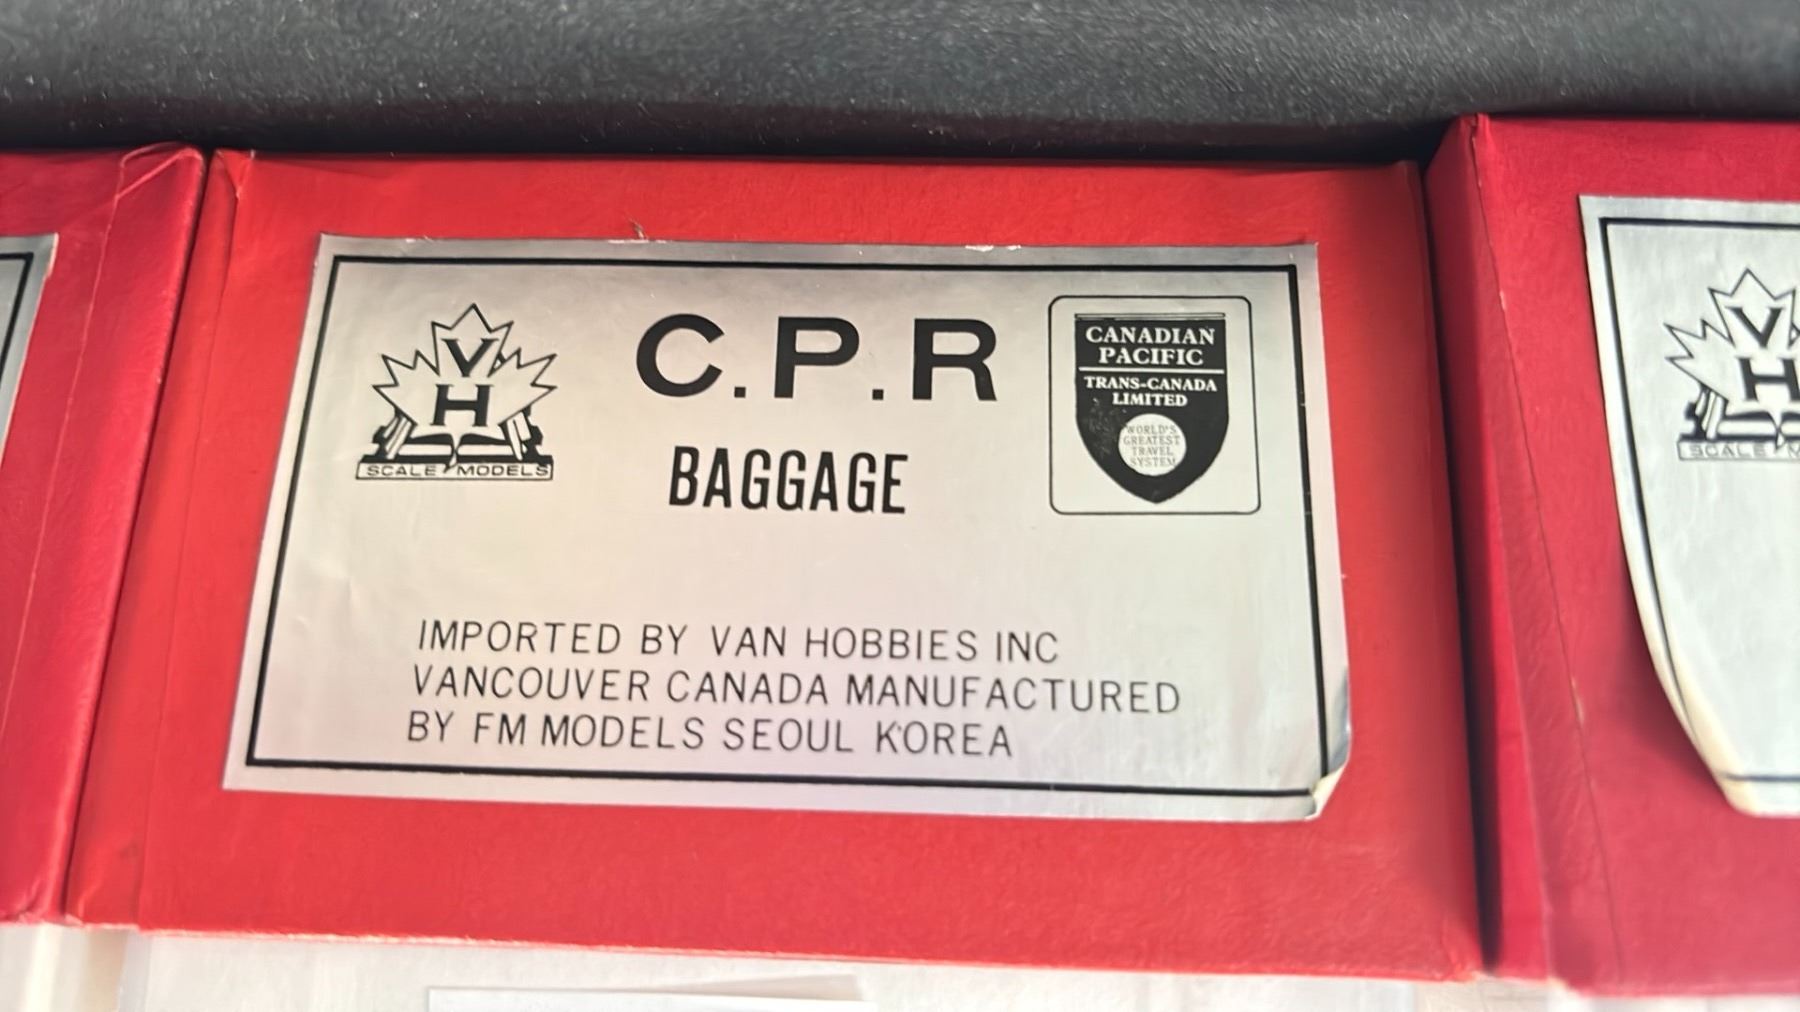 V
H
SCALE MODELS
C.P.R
BAGGAGE
CANADIAN
PACIFIC
TRANS-CANADA
LIMITED
WORLD'S
GREATEST
TRAVEL
SYSTEM
IMPORTED BY VAN HOBBIES INC
VANCOUVER CANADA MANUFACTURED
BY FM MODELS SEOUL KOREA
V
H
SCALE M